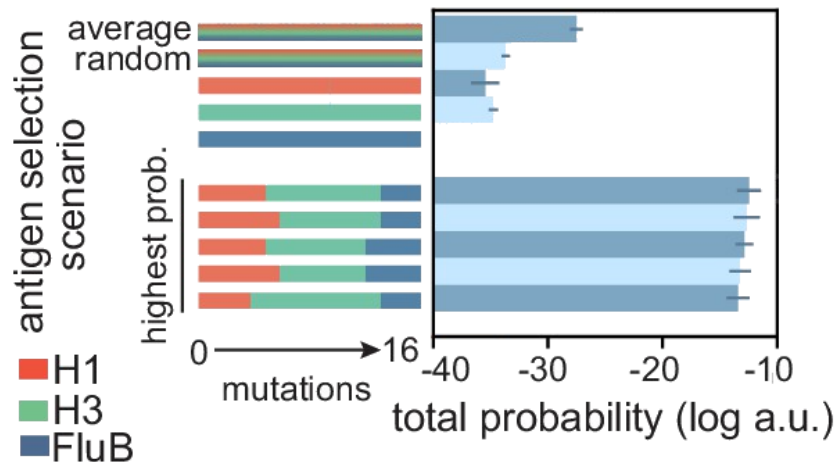 antigen selection
scenario
average
random
highest prob.
0
16
mutations
H1
H3
FluB
-40
-30
-20
-10
total probability (log a.u.)